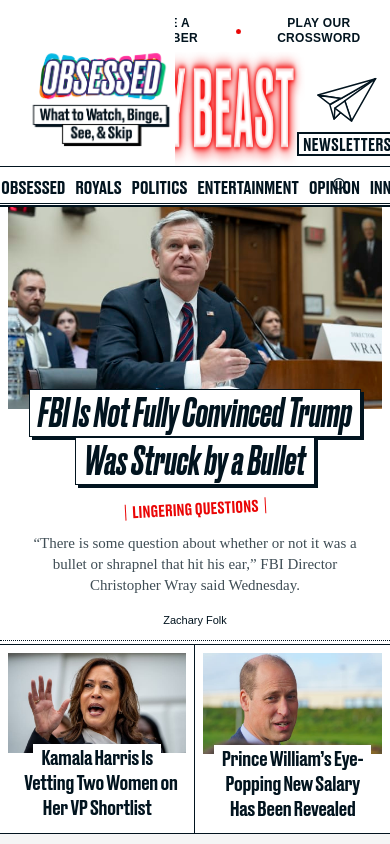 E A
BER
PLAY OUR
CROSSWORD
OBSESSED
What to Watch, Binge,
See, & Skip
Y BEAST
NEWSLETTERS
OBSESSED ROYALS POLITICS ENTERTAINMENT OPINION INN
DIRECTOR
WRAY
FBI Is Not Fully Convinced Trump
Was Struck by a Bullet
LINGERING QUESTIONS
“There is some question about whether or not it was a
bullet or shrapnel that hit his ear,” FBI Director
Christopher Wray said Wednesday.
Zachary Folk
Kamala Harris Is
Vetting Two Women on
Her VP Shortlist
Prince William’s Eye-
Popping New Salary
Has Been Revealed